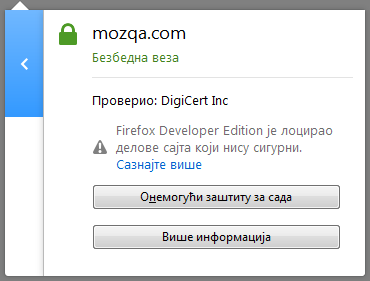 mozqa.com
Безбедна веза
Проверио: DigiCert Inc
Firefox Developer Edition је лоцирао
делове сајта који нису сигурни.
Сазнајте више
Онемогући заштиту за сада
Више информација